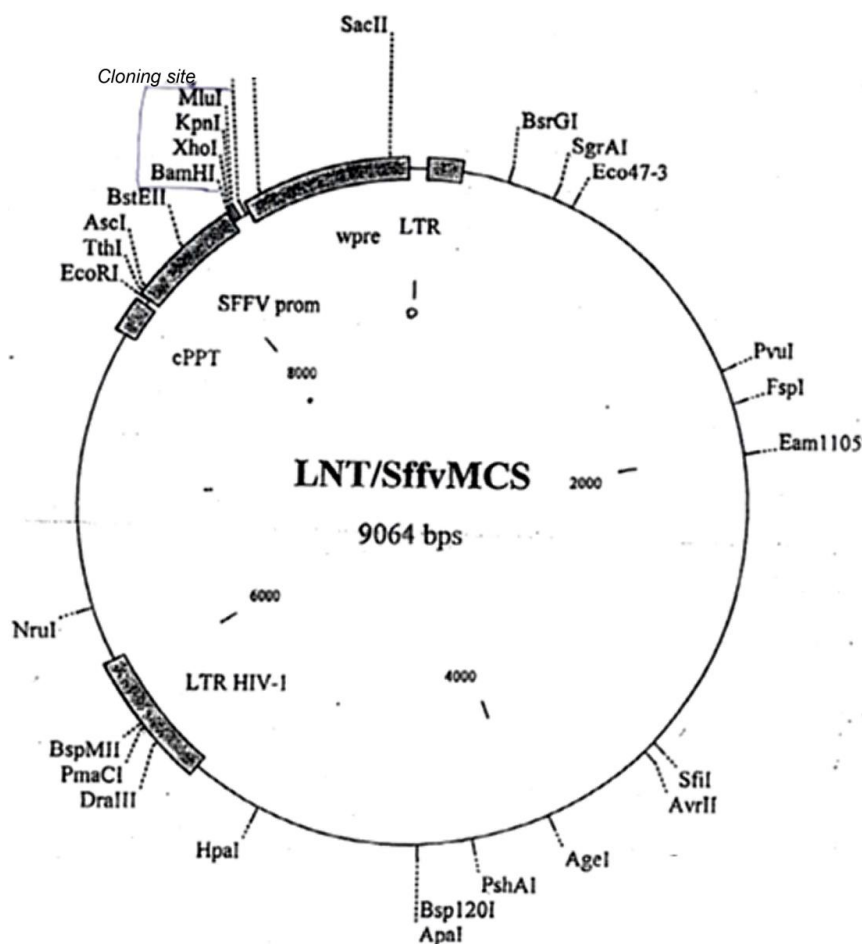 SacII
Cloning site
MluI
KpnI
XhoI
BamHI
BstEII
AscI
TthI
EcoRI
BsrGI
SgrAI
Eco47-3
wpre
LTR
SFFV prom
cPPT
0
8000
PvuI
FspI
Eam1105
LNT/SffvMCS
2000
9064 bps
6000
NruI
LTR HIV-1
4000
BspMII
PmaCI
DraIII
SfiI
AvrII
HpaI
AgeI
PshAI
Bsp120I
ApaI